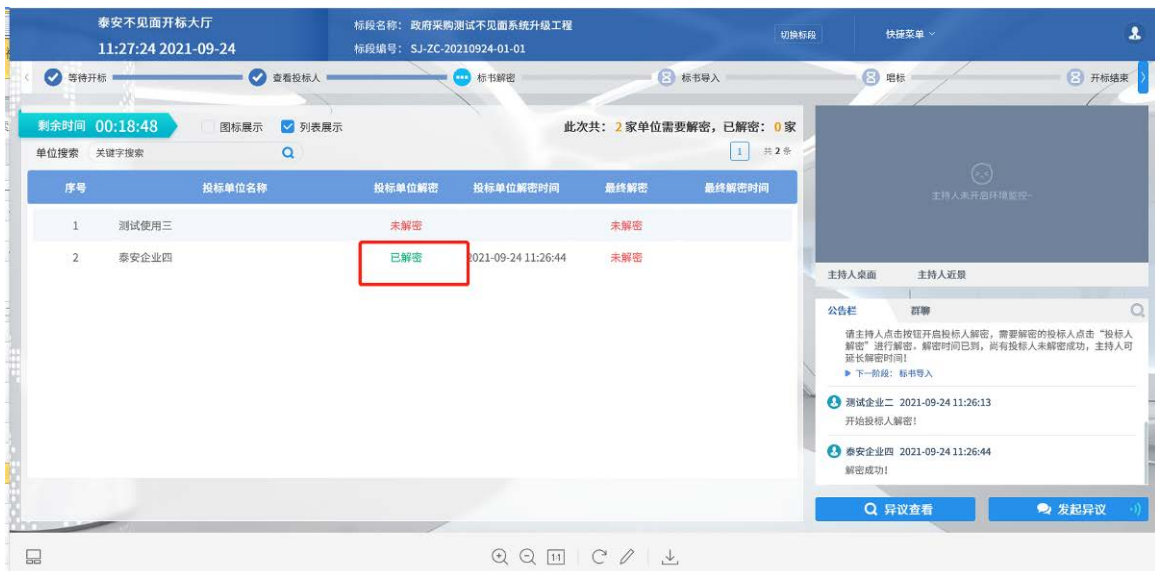 泰安不见面开标大厅
11:27:24 2021-09-24
标段名称： 政府采购测试不见面系统升级工程
标段编号： SJ-ZC-20210924-01-01
切换标段
快捷菜单
等待开标
查看投标人
标书解密
标书导入
唱标
开标结束
剩余时间 00:18:48
图标展示
列表展示
此次共： 2 家单位需要解密，已解密： 0 家
单位搜索 关键字搜索
1 共 2 条
序号 投标单位名称 投标单位解密 投标单位解密时间 最终解密 最终解密时间
1 测试使用三 未解密 未解密
2 泰安企业四 已解密 2021-09-24 11:26:44 未解密
主持人未开启环境监控~
主持人桌面 主持人近景
公告栏 群聊
请主持人点击按钮开启投标人解密，需要解密的投标人点击“投标人
解密”进行解密。解密时间已到，尚有投标人未解密成功，主持人可
延长解密时间！
下一阶段： 标书导入
测试企业二 2021-09-24 11:26:13
开始投标人解密！
泰安企业四 2021-09-24 11:26:44
解密成功！
异议查看
发起异议
1:1